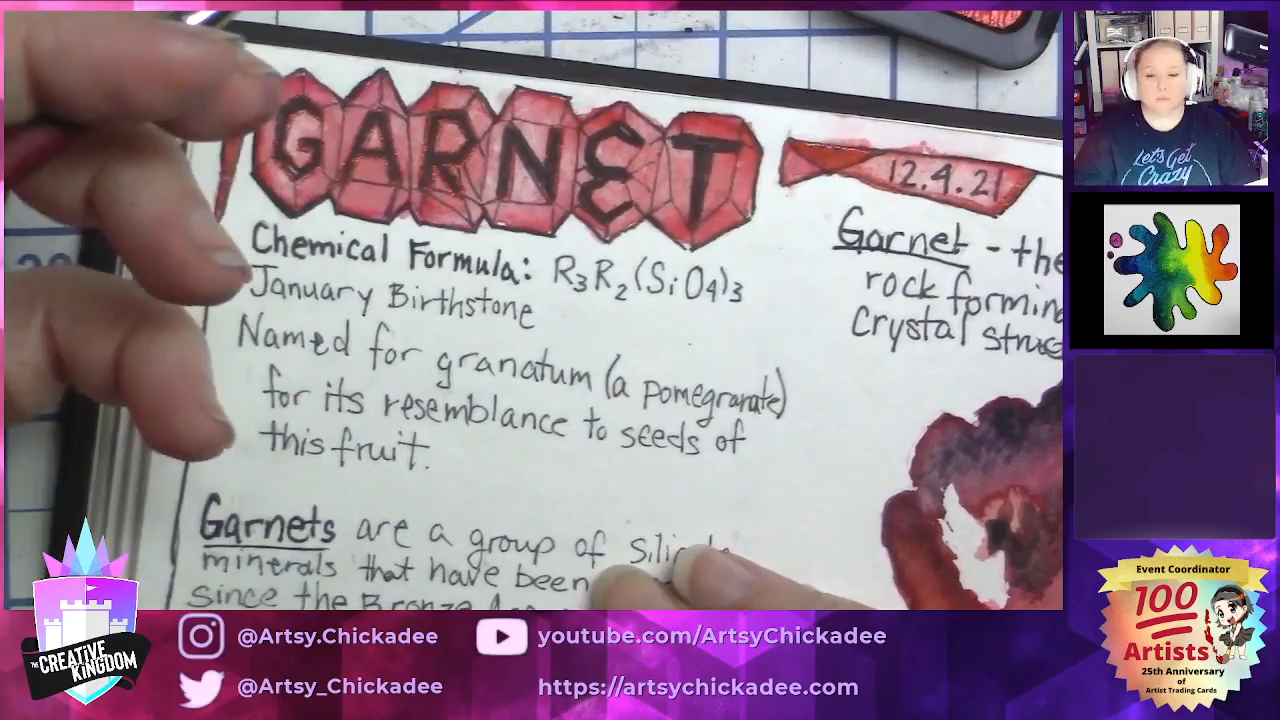 GARNET
12.4.21
Chemical Formula: R3R2(SiO4)3
January Birthstone
Named for granatum (a pomegranate)
for its resemblance to seeds of
this fruit.
Garnets are a group of
minerals that have been
since the Bronze
Garnet - the
rock
Crystal
Let's Get
Crazy
THE
CREATIVE
KINGDOM
@Artsy.Chickadee
youtube.com/ArtsyChickadee
@Artsy_Chickadee
https://artsychickadee.com
Event Coordinator
100
Artists
25th Anniversary
of
Artist Trading Cards